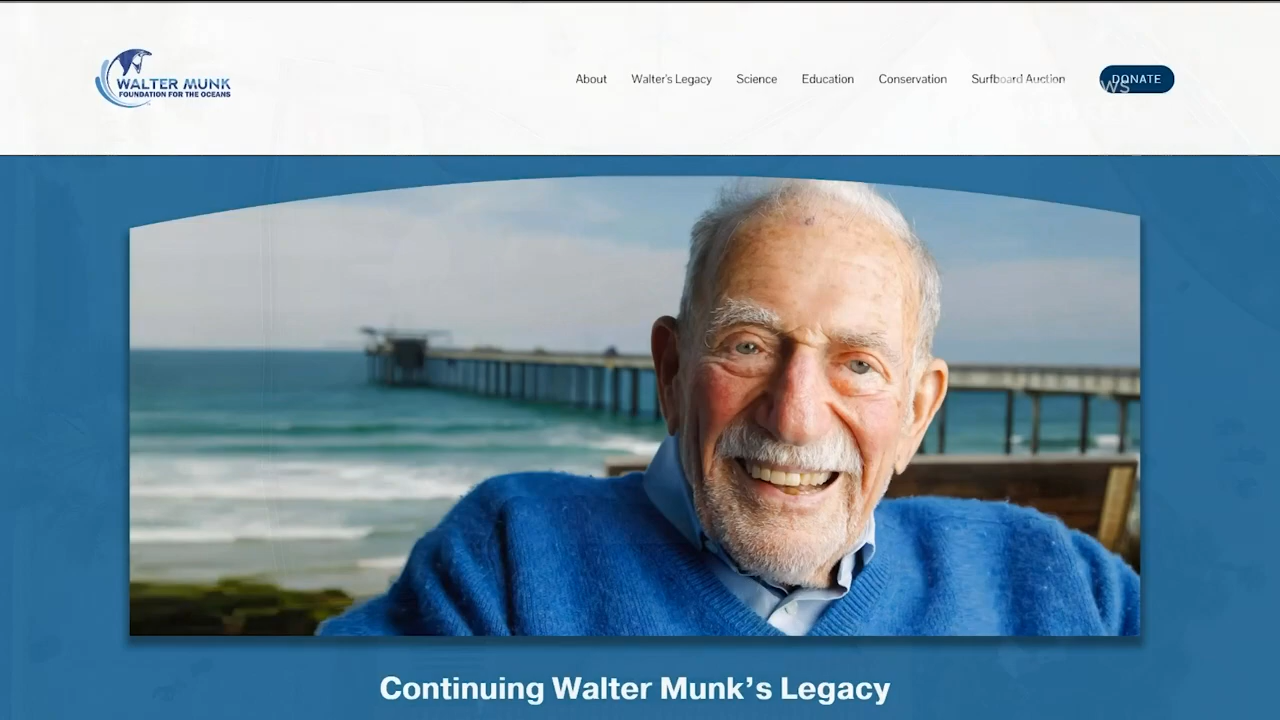 WALTER MUNK
FOUNDATION FOR THE OCEANS
About Walter's Legacy Science Education Conservation Surfboard Auction DONATE
Continuing Walter Munk's Legacy